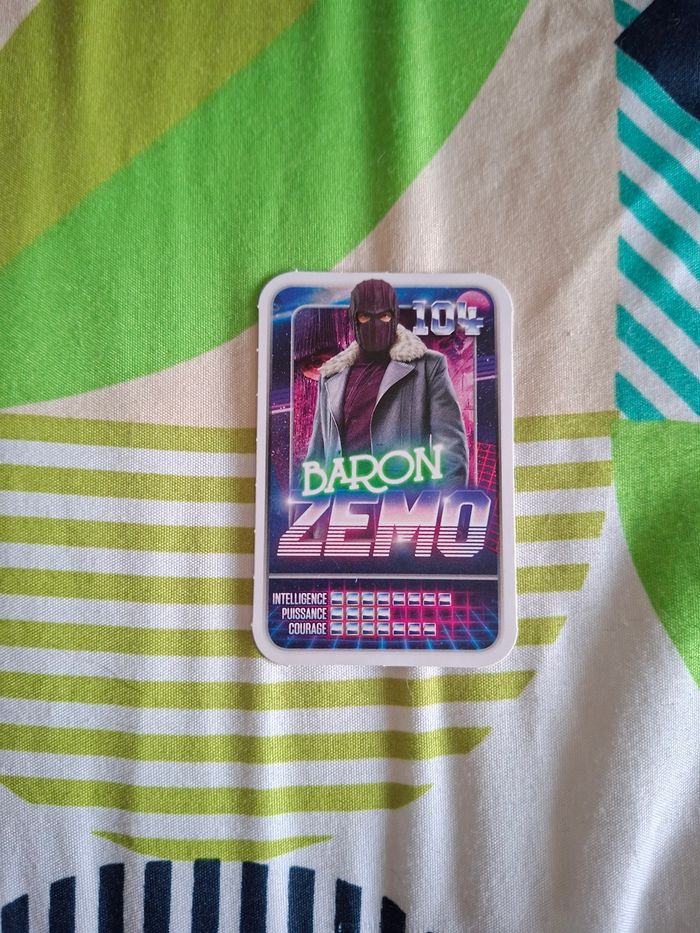 104
BARON
ZEMO
INTELLIGENCE
PUISSANCE
COURAGE